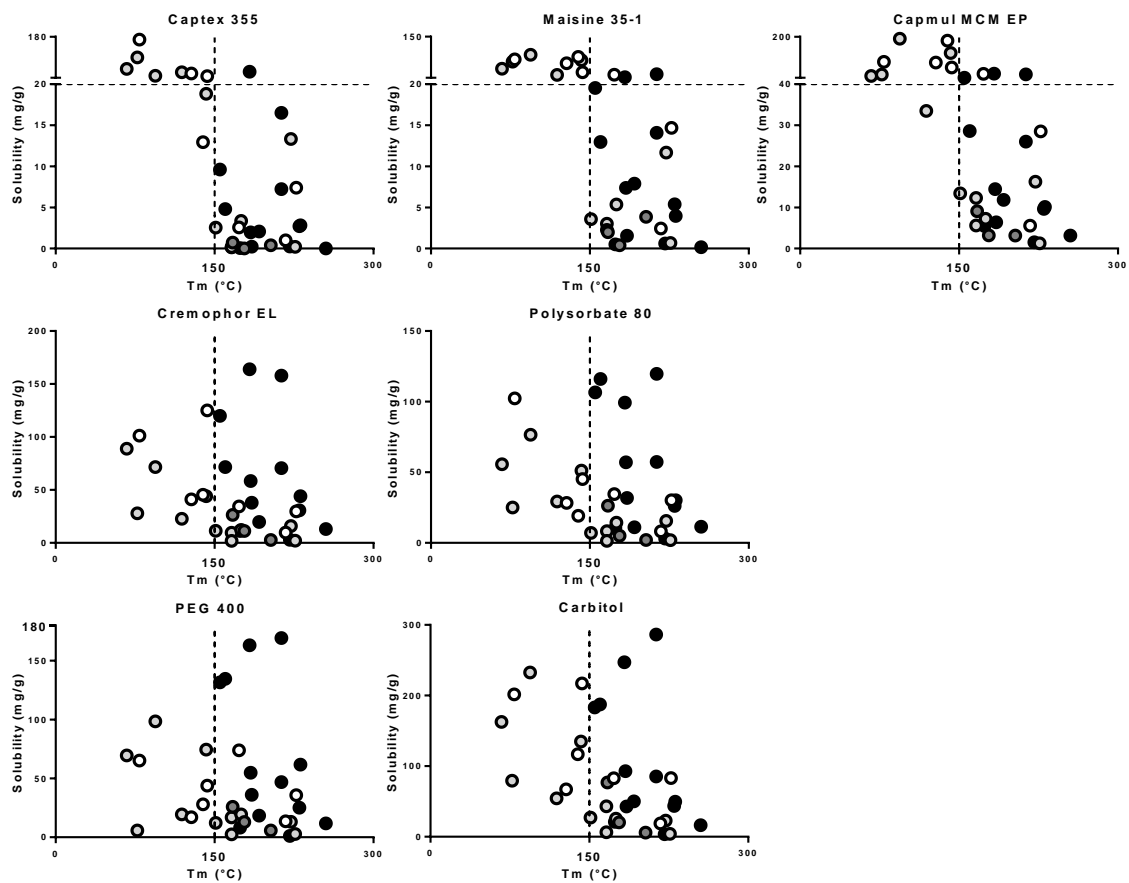 Captex 355
Solubility (mg/g)
180
20
15
10
5
0
0
150
300
Tm (°C)
Maisine 35-1
Solubility (mg/g)
150
20
15
10
5
0
0
150
300
Tm (°C)
Capmul MCM EP
Solubility (mg/g)
200
40
30
20
10
0
0
150
300
Tm (°C)
Cremophor EL
Solubility (mg/g)
200
150
100
50
0
0
150
300
Tm (°C)
Polysorbate 80
Solubility (mg/g)
150
100
50
0
0
150
300
Tm (°C)
PEG 400
Solubility (mg/g)
180
150
100
50
0
0
150
300
Tm (°C)
Carbitol
Solubility (mg/g)
300
200
100
0
0
150
300
Tm (°C)